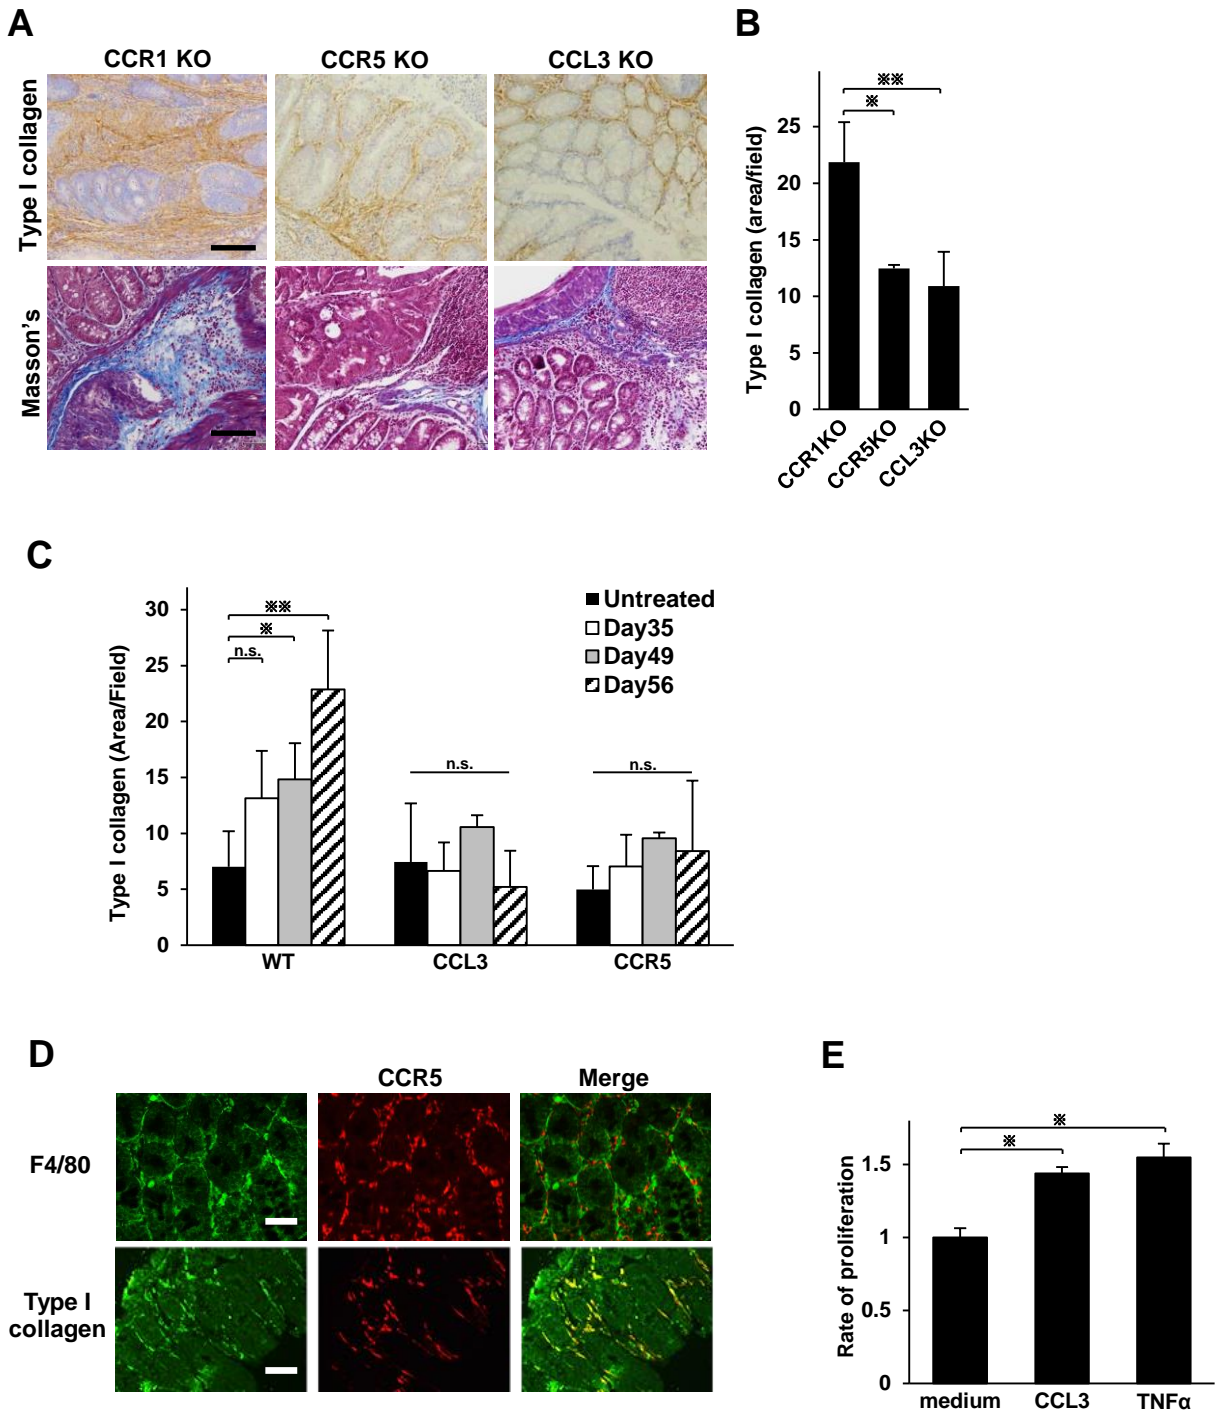 A
CCR1 KO
CCR5 KO
CCL3 KO
Type I collagen
Masson's
B
Type I collagen (area/field)
25
20
15
10
5
0
※※
※
CCR1KO
CCR5KO
CCL3KO
C
Type I collagen (Area/Field)
30
25
20
15
10
5
0
※※
※
n.s.
n.s.
n.s.
Untreated
Day35
Day49
Day56
WT
CCL3
CCR5
D
CCR5
Merge
F4/80
Type I
collagen
E
Rate of proliferation
1.5
1
0.5
0
※
※
medium
CCL3
TNFα